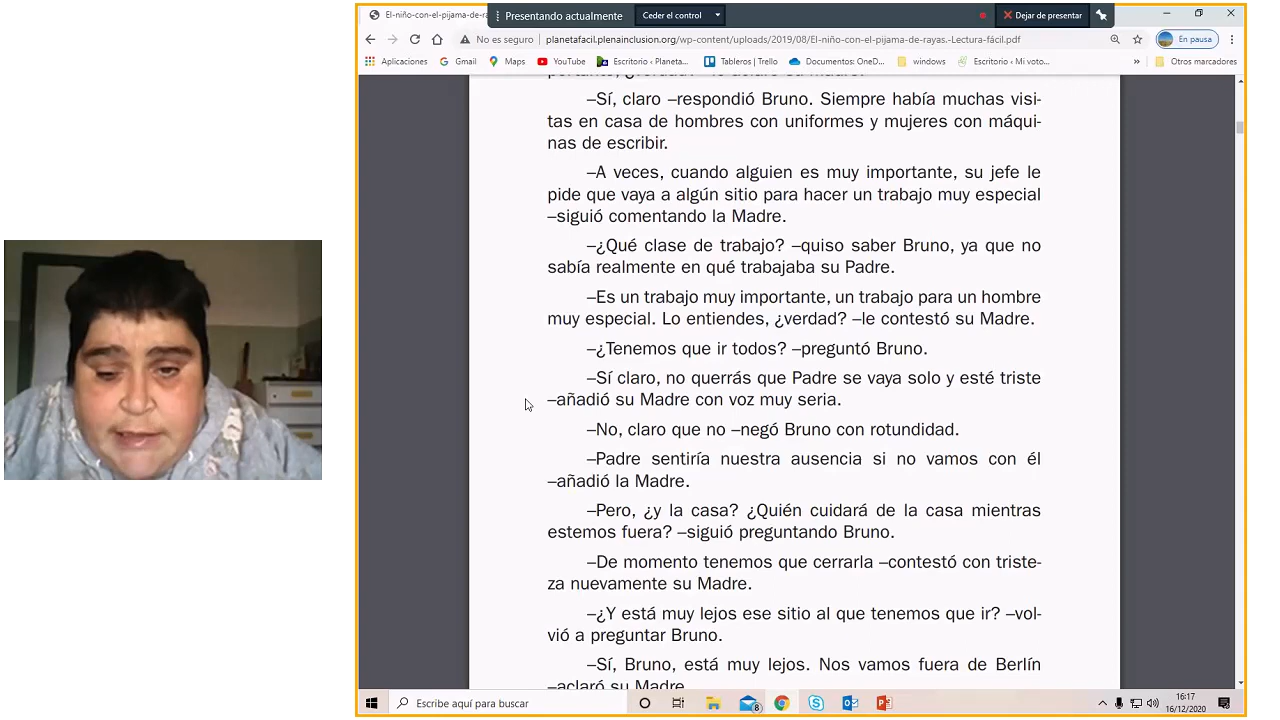 El-niño-con-el-pijama-de-ra
Presentando actualmente
Ceder el control
Dejar de presentar
No es seguro
planetafacil.plenainclusion.org/wp-content/uploads/2019/08/El-niño-con-el-pijama-de-rayas.-Lectura-fácil.pdf
En pausa
Aplicaciones
Gmail
Maps
YouTube
Escritorio ‹ Planeta...
Tableros | Trello
Documentos: OneD...
windows
Escritorio ‹ Mi voto...
»
Otros marcadores
–Sí, claro –respondió Bruno. Siempre había muchas visi-
tas en casa de hombres con uniformes y mujeres con máqui-
nas de escribir.
–A veces, cuando alguien es muy importante, su jefe le
pide que vaya a algún sitio para hacer un trabajo muy especial
–siguió comentando la Madre.
–¿Qué clase de trabajo? –quiso saber Bruno, ya que no
sabía realmente en qué trabajaba su Padre.
–Es un trabajo muy importante, un trabajo para un hombre
muy especial. Lo entiendes, ¿verdad? –le contestó su Madre.
–¿Tenemos que ir todos? –preguntó Bruno.
–Sí claro, no querrás que Padre se vaya solo y esté triste
–añadió su Madre con voz muy seria.
–No, claro que no –negó Bruno con rotundidad.
–Padre sentiría nuestra ausencia si no vamos con él
–añadió la Madre.
–Pero, ¿y la casa? ¿Quién cuidará de la casa mientras
estemos fuera? –siguió preguntando Bruno.
–De momento tenemos que cerrarla –contestó con triste-
za nuevamente su Madre.
–¿Y está muy lejos ese sitio al que tenemos que ir? –vol-
vió a preguntar Bruno.
–Sí, Bruno, está muy lejos. Nos vamos fuera de Berlín
–aclaró su Madre
Escribe aquí para buscar
8
16:17
16/12/2020